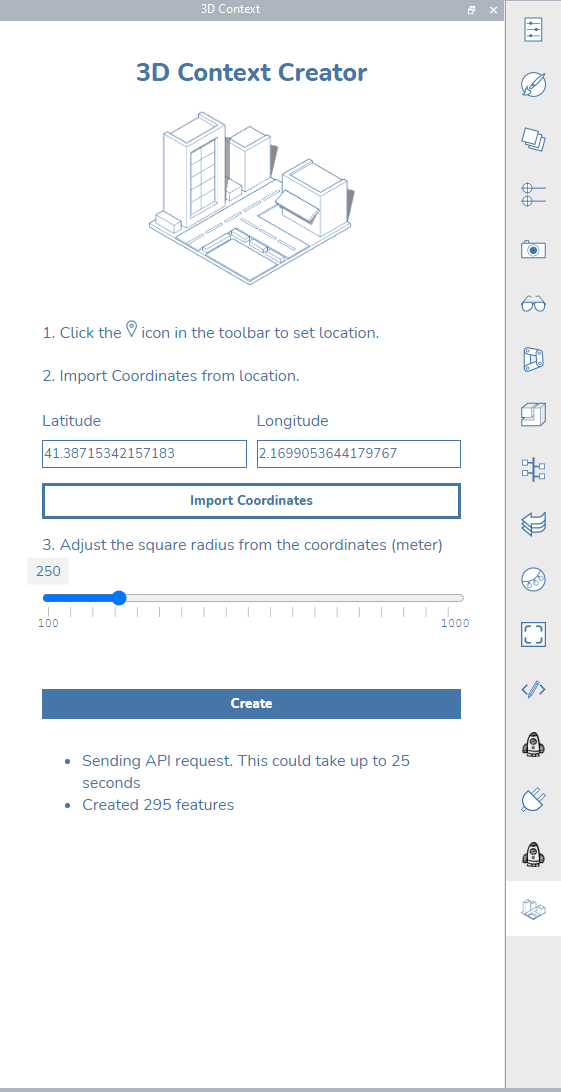 3D Context
3D Context Creator
1. Click the icon in the toolbar to set location.
2. Import Coordinates from location.
Latitude Longitude
41.38715342157183 2.1699053644179767
Import Coordinates
3. Adjust the square radius from the coordinates (meter)
250
100 1000
Create
• Sending API request. This could take up to 25
seconds
• Created 295 features